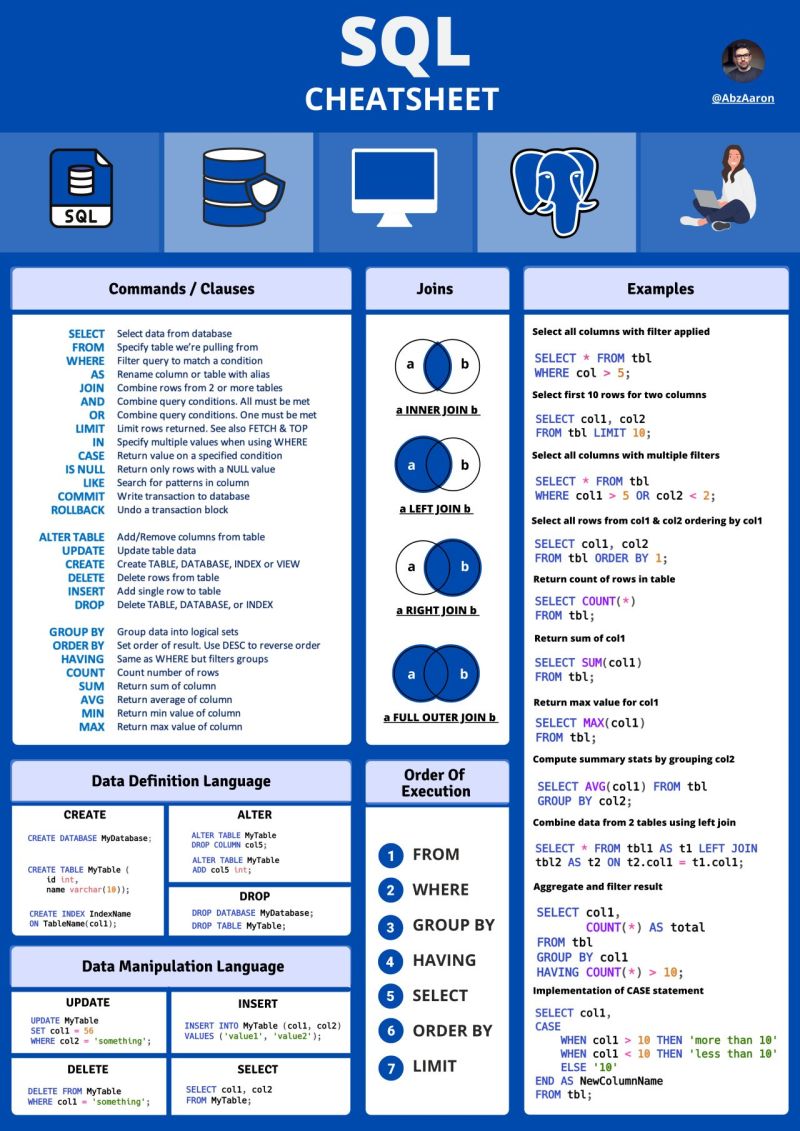 SQL
CHEATSHEET
@AbzAaron
SQL
Commands / Clauses
SELECT Select data from database
FROM Specify table we're pulling from
WHERE Filter query to match a condition
AS Rename column or table with alias
JOIN Combine rows from 2 or more tables
AND Combine query conditions. All must be met
OR Combine query conditions. One must be met
LIMIT Limit rows returned. See also FETCH & TOP
IN Specify multiple values when using WHERE
CASE Return value on a specified condition
IS NULL Return only rows with a NULL value
LIKE Search for patterns in column
COMMIT Write transaction to database
ROLLBACK Undo a transaction block
ALTER TABLE Add/Remove columns from table
UPDATE Update table data
CREATE Create TABLE, DATABASE, INDEX or VIEW
DELETE Delete rows from table
INSERT Add single row to table
DROP Delete TABLE, DATABASE, or INDEX
GROUP BY Group data into logical sets
ORDER BY Set order of result. Use DESC to reverse order
HAVING Same as WHERE but filters groups
COUNT Count number of rows
SUM Return sum of column
AVG Return average of column
MIN Return min value of column
MAX Return max value of column
Joins
a b
a INNER JOIN b
a b
a LEFT JOIN b
a b
a RIGHT JOIN b
a b
a FULL OUTER JOIN b
Examples
Select all columns with filter applied
SELECT * FROM tbl
WHERE col > 5;
Select first 10 rows for two columns
SELECT col1, col2
FROM tbl LIMIT 10;
Select all columns with multiple filters
SELECT * FROM tbl
WHERE col1 > 5 OR col2 < 2;
Select all rows from col1 & col2 ordering by col1
SELECT col1, col2
FROM tbl ORDER BY 1;
Return count of rows in table
SELECT COUNT(*)
FROM tbl;
Return sum of col1
SELECT SUM(col1)
FROM tbl;
Return max value for col1
SELECT MAX(col1)
FROM tbl;
Compute summary stats by grouping col2
SELECT AVG(col1) FROM tbl
GROUP BY col2;
Combine data from 2 tables using left join
SELECT * FROM tbl1 AS t1 LEFT JOIN
tbl2 AS t2 ON t2.col1 = t1.col1;
Aggregate and filter result
SELECT col1,
COUNT(*) AS total
FROM tbl
GROUP BY col1
HAVING COUNT(*) > 10;
Implementation of CASE statement
SELECT col1,
CASE
WHEN col1 > 10 THEN 'more than 10'
WHEN col1 < 10 THEN 'less than 10'
ELSE '10'
END AS NewColumnName
FROM tbl;
Data Definition Language
CREATE
CREATE DATABASE MyDatabase;
CREATE TABLE MyTable (
id int,
name varchar(10));
CREATE INDEX IndexName
ON TableName(col1);
ALTER
ALTER TABLE MyTable
DROP COLUMN col5;
ALTER TABLE MyTable
ADD col5 int;
DROP
DROP DATABASE MyDatabase;
DROP TABLE MyTable;
Data Manipulation Language
UPDATE
UPDATE MyTable
SET col1 = 56
WHERE col2 = 'something';
INSERT
INSERT INTO MyTable (col1, col2)
VALUES ('value1', 'value2');
DELETE
DELETE FROM MyTable
WHERE col1 = 'something';
SELECT
SELECT col1, col2
FROM MyTable;
Order Of
Execution
1 FROM
2 WHERE
3 GROUP BY
4 HAVING
5 SELECT
6 ORDER BY
7 LIMIT